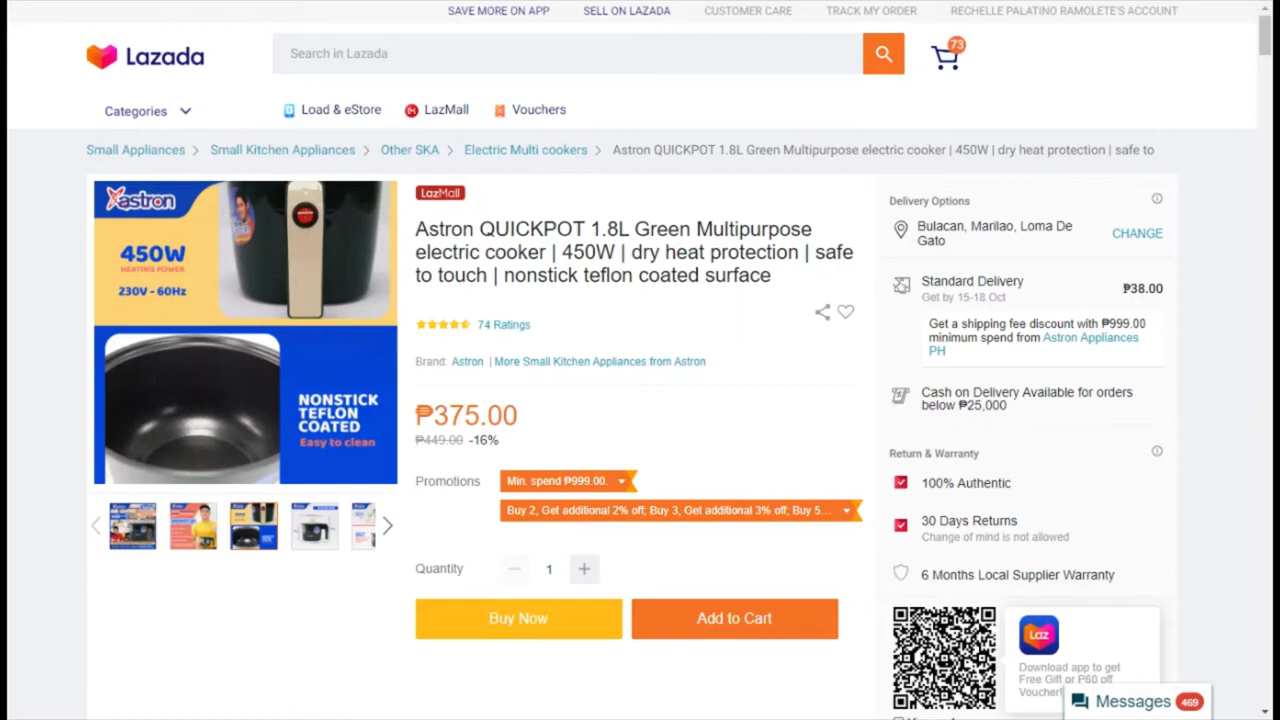 SAVE MORE ON APP
SELL ON LAZADA
CUSTOMER CARE
TRACK MY ORDER
RECHELLE PALATINO RAMOLETE'S ACCOUNT
Lazada
Search in Lazada
73
Categories
Load & eStore
LazMall
Vouchers
Small Appliances
Small Kitchen Appliances
Other SKA
Electric Multi cookers
Astron QUICKPOT 1.8L Green Multipurpose electric cooker | 450W | dry heat protection | safe to
astron
450W
HEATING POWER
230V - 60Hz
NONSTICK
TEFLON
COATED
Easy to clean
LazMall
Astron QUICKPOT 1.8L Green Multipurpose
electric cooker | 450W | dry heat protection | safe
to touch | nonstick teflon coated surface
74 Ratings
Brand: Astron | More Small Kitchen Appliances from Astron
₱375.00
₱449.00 -16%
Promotions
Min. spend ₱999.00.
Buy 2, Get additional 2% off; Buy 3, Get additional 3% off; Buy 5...
Quantity
1
Buy Now
Add to Cart
Delivery Options
Bulacan, Marilao, Loma De
Gato
CHANGE
Standard Delivery
₱38.00
Get by 15-18 Oct
Get a shipping fee discount with ₱999.00
minimum spend from Astron Appliances
PH
Cash on Delivery Available for orders
below ₱25,000
Return & Warranty
100% Authentic
30 Days Returns
Change of mind is not allowed
6 Months Local Supplier Warranty
Laz
Download app to get
Free Gift or P60 off
Voucher!
Messages 469